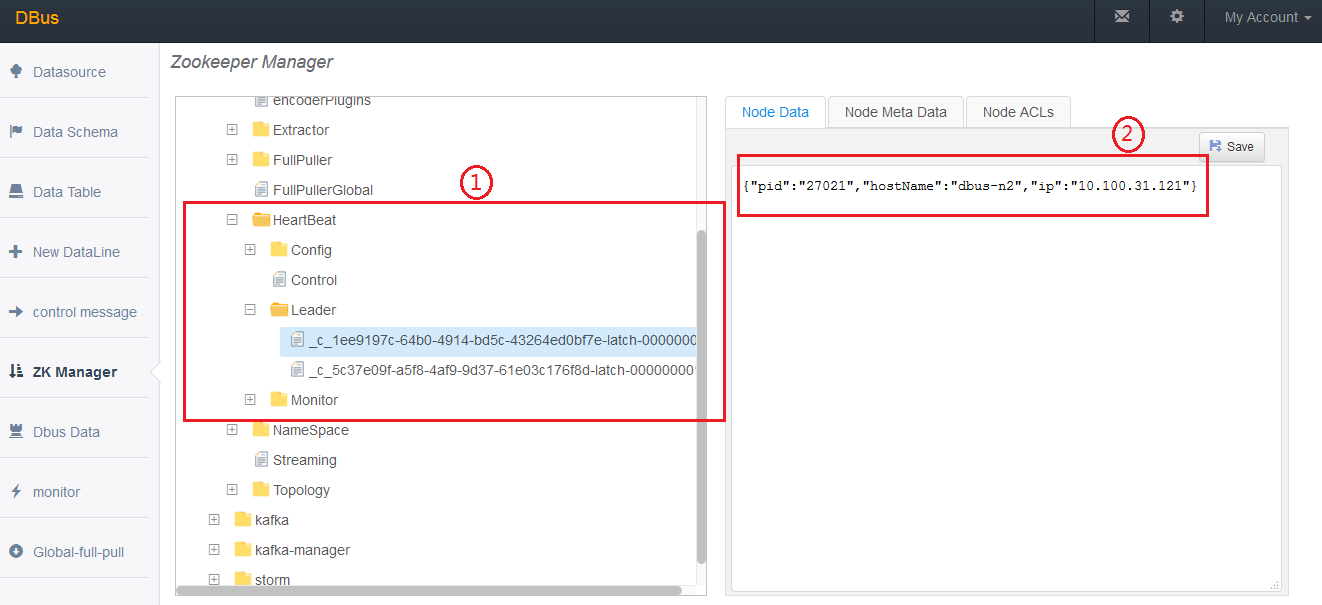 DBus
My Account
Datasource
Data Schema
Data Table
New DataLine
control message
ZK Manager
Dbus Data
monitor
Global-full-pull
Zookeeper Manager
encoderPlugins
Extractor
FullPuller
FullPullerGlobal
1
HeartBeat
Config
Control
Leader
_c_1ee9197c-64b0-4914-bd5c-43264ed0bf7e-latch-0000000
_c_5c37e09f-a5f8-4af9-9d37-61e03c176f8d-latch-00000000
Monitor
NameSpace
Streaming
Topology
kafka
kafka-manager
storm
Node Data
Node Meta Data
Node ACLs
2
Save
{"pid":"27021","hostName":"dbus-n2","ip":"10.100.31.121"}